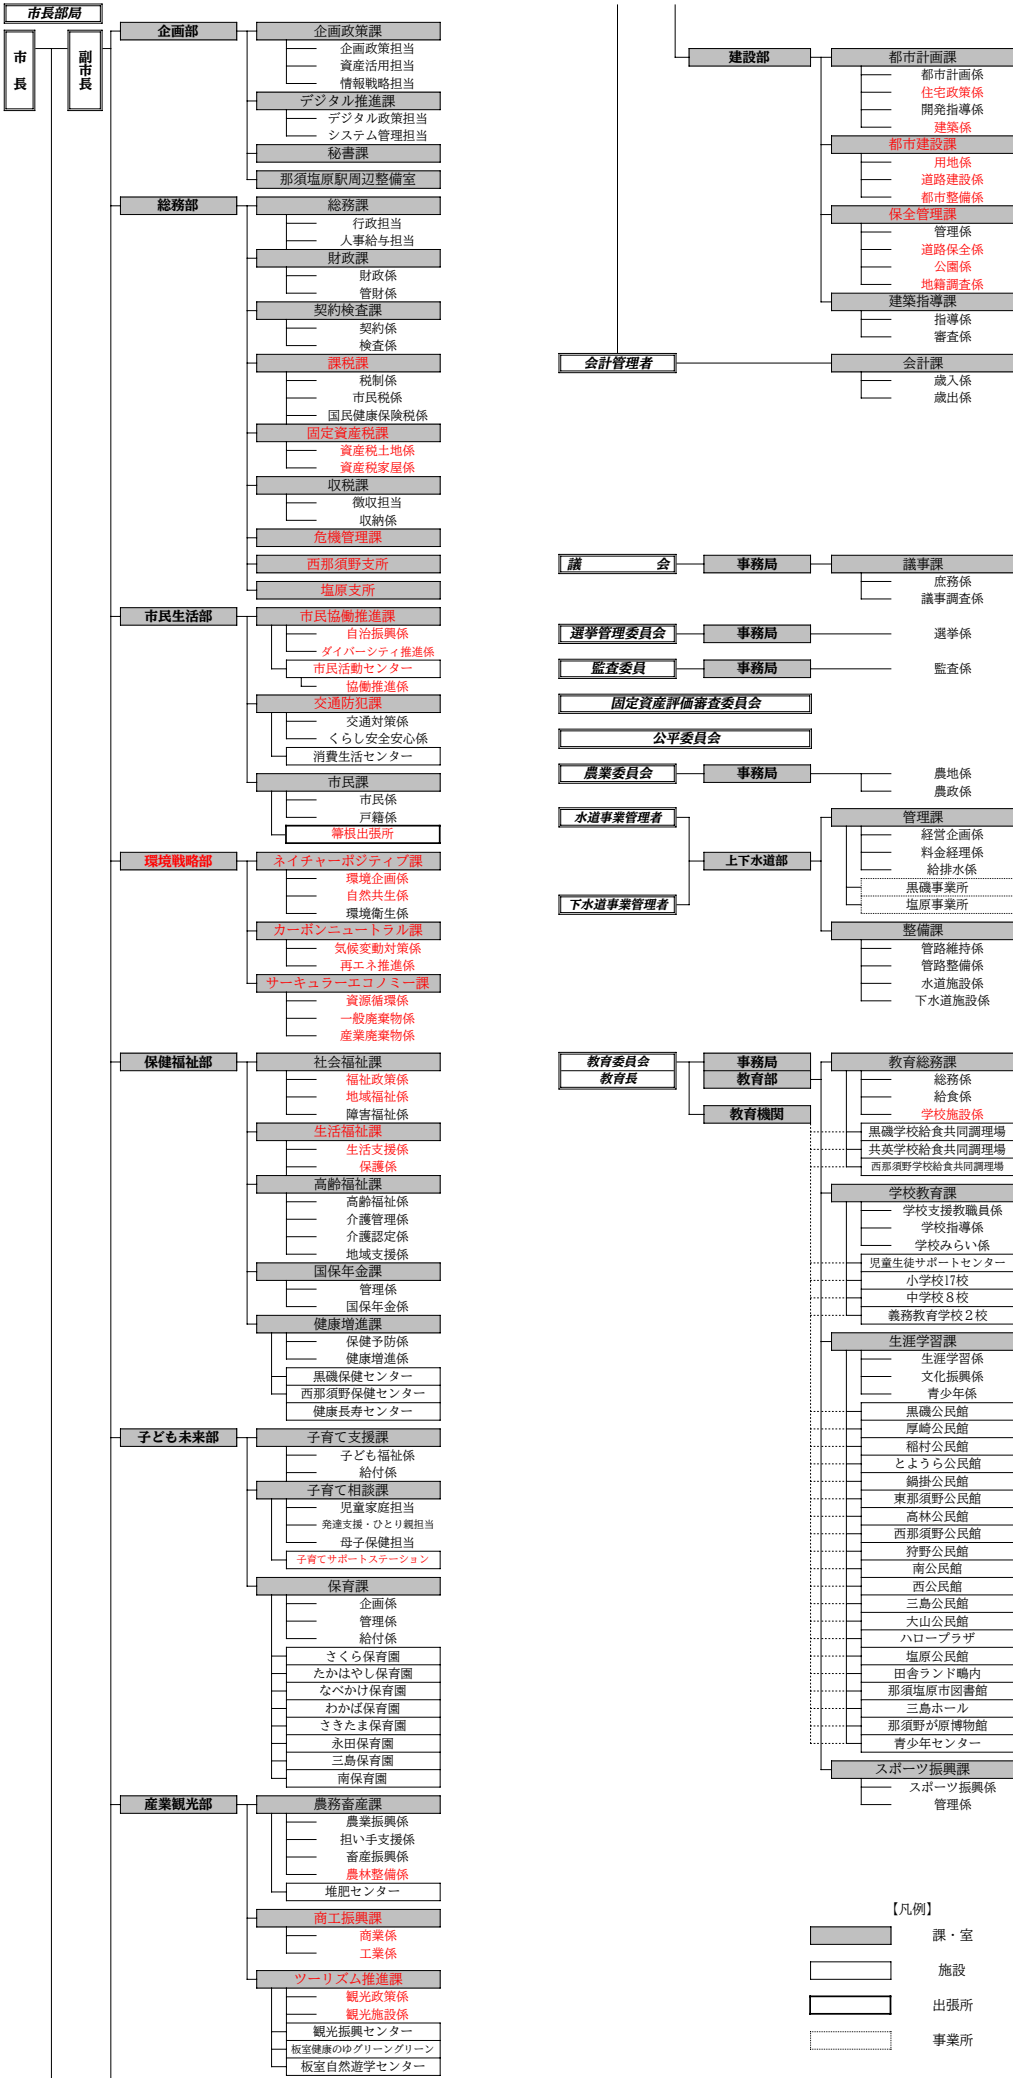 市長部局
市長
副市長
企画部
企画政策課
企画政策担当
資産活用担当
情報戦略担当
デジタル推進課
デジタル政策担当
システム管理担当
秘書課
那須塩原駅周辺整備室
総務部
総務課
行政担当
人事給与担当
財政課
財政係
管財係
契約検査課
契約係
検査係
課税課
税制係
市民税係
国民健康保険税係
固定資産税課
資産税土地係
資産税家屋係
収税課
徴収担当
収納係
危機管理課
西那須野支所
塩原支所
市民生活部
市民協働推進課
自治振興係
ダイバーシティ推進係
市民活動センター
協働推進係
交通防犯課
交通対策係
くらし安全安心係
消費生活センター
市民課
市民係
戸籍係
箒根出張所
環境戦略部
ネイチャーポジティブ課
環境企画係
自然共生係
環境衛生係
カーボンニュートラル課
気候変動対策係
再エネ推進係
サーキュラーエコノミー課
資源循環係
一般廃棄物係
産業廃棄物係
保健福祉部
社会福祉課
福祉政策係
地域福祉係
障害福祉係
生活福祉課
生活支援係
保護係
高齢福祉課
高齢福祉係
介護管理係
介護認定係
地域支援係
国保年金課
管理係
国保年金係
健康増進課
保健予防係
健康増進係
黒磯保健センター
西那須野保健センター
健康長寿センター
子ども未来部
子育て支援課
子ども福祉係
給付係
子育て相談課
児童家庭担当
発達支援・ひとり親担当
母子保健担当
子育てサポートステーション
保育課
企画係
管理係
給付係
さくら保育園
たかはやし保育園
なべかけ保育園
わかば保育園
さきたま保育園
永田保育園
三島保育園
南保育園
産業観光部
農務畜産課
農業振興係
担い手支援係
畜産振興係
農林整備係
堆肥センター
商工振興課
商業係
工業係
ツーリズム推進課
観光政策係
観光施設係
観光振興センター
板室健康のゆグリーングリーン
板室自然遊学センター
建設部
都市計画課
都市計画係
住宅政策係
開発指導係
建築係
都市建設課
用地係
道路建設係
都市整備係
保全管理課
管理係
道路保全係
公園係
地籍調査係
建築指導課
指導係
審査係
会計管理者
会計課
歳入係
歳出係
議会
事務局
議事課
庶務係
議事調査係
選挙管理委員会
事務局
選挙係
監査委員
事務局
監査係
固定資産評価審査委員会
公平委員会
農業委員会
事務局
農地係
農政係
水道事業管理者
下水道事業管理者
上下水道部
管理課
経営企画係
料金経理係
給排水係
黒磯事業所
塩原事業所
整備課
管路維持係
管路整備係
水道施設係
下水道施設係
教育委員会
教育長
事務局
教育部
教育機関
教育総務課
総務係
給食係
学校施設係
黒磯学校給食共同調理場
共英学校給食共同調理場
西那須野学校給食共同調理場
学校教育課
学校支援教職員係
学校指導係
学校みらい係
児童生徒サポートセンター
小学校17校
中学校８校
義務教育学校２校
生涯学習課
生涯学習係
文化振興係
青少年係
黒磯公民館
厚崎公民館
稲村公民館
とようら公民館
鍋掛公民館
東那須野公民館
高林公民館
西那須野公民館
狩野公民館
南公民館
西公民館
三島公民館
大山公民館
ハロープラザ
塩原公民館
田舎ランド鴫内
那須塩原市図書館
三島ホール
那須野が原博物館
青少年センター
スポーツ振興課
スポーツ振興係
管理係
【凡例】
課・室
施設
出張所
事業所